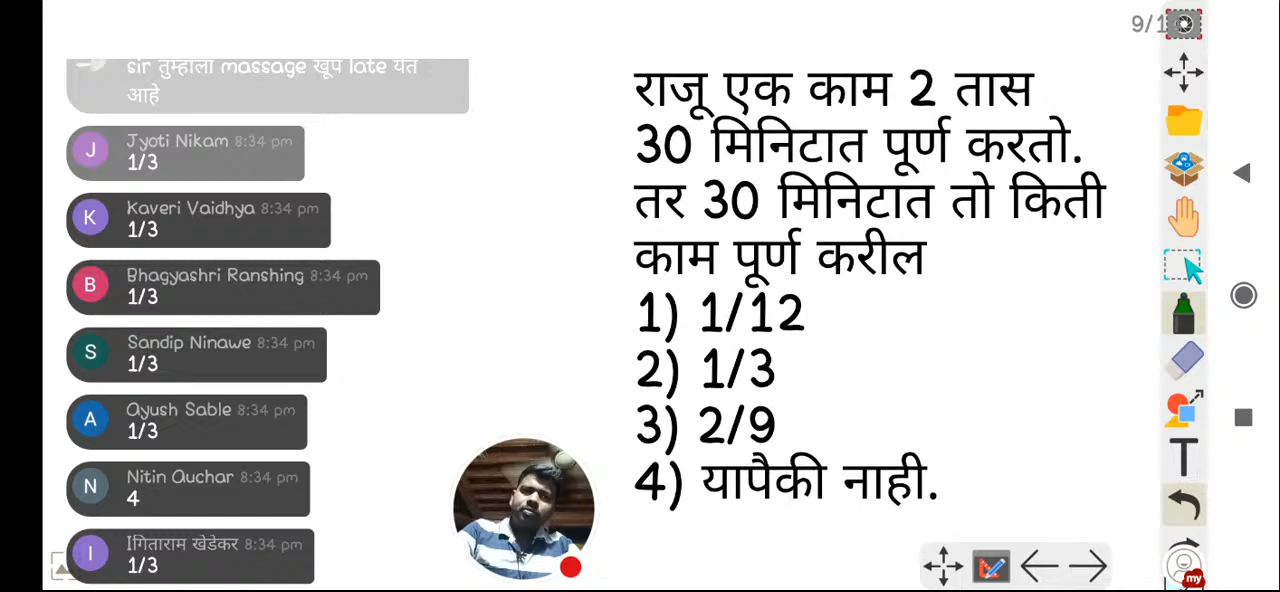 sir तुम्हाला massage खूप late येत
आहे
Jyoti Nikam 8:34 pm
1/3
Kaveri Vaidhya 8:34 pm
1/3
Bhagyashri Ranshing 8:34 pm
1/3
Sandip Ninawe 8:34 pm
1/3
Ayush Sable 8:34 pm
1/3
Nitin Auchar 8:34 pm
4
Iगिताराम खेडेकर 8:34 pm
1/3
J
K
B
S
A
N
I
9/1
राजू एक काम 2 तास
30 मिनिटात पूर्ण करतो.
तर 30 मिनिटात तो किती
काम पूर्ण करील
1) 1/12
2) 1/3
3) 2/9
4) यापैकी नाही.
T
my